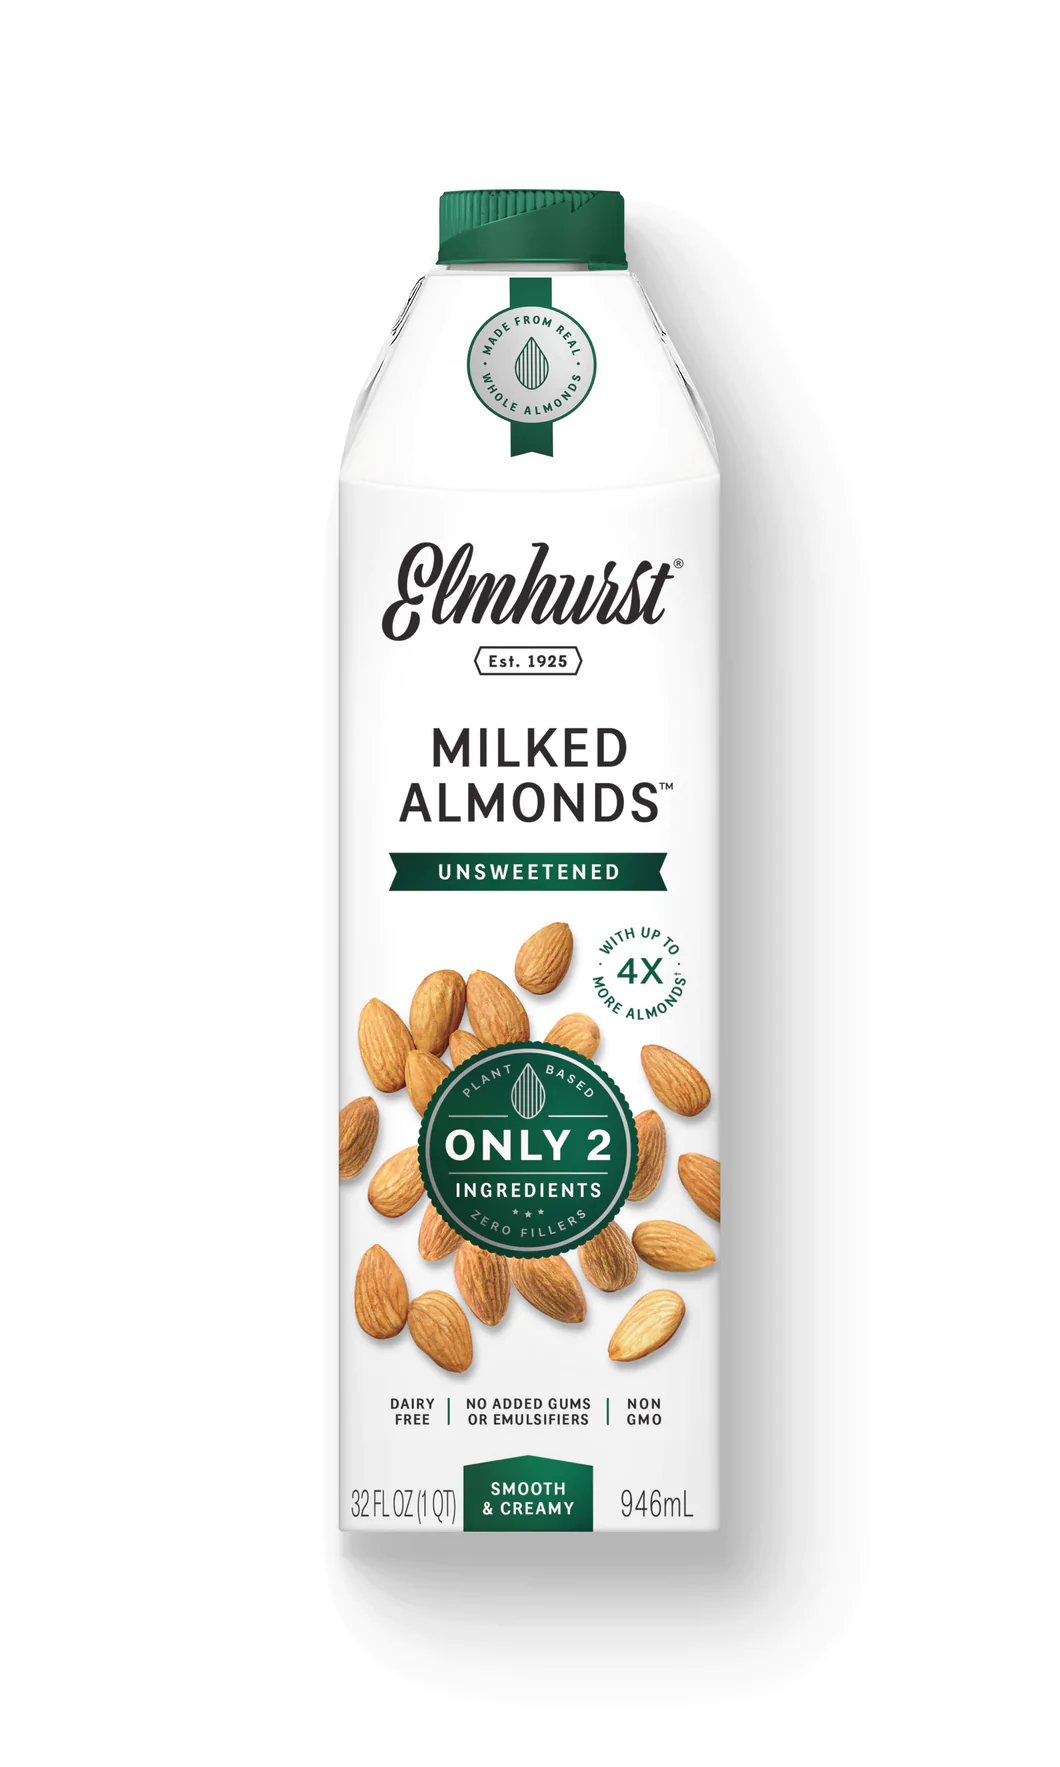 MADE FROM REAL
WHOLE ALMONDS
Elmhurst®
Est. 1925
MILKED
ALMONDS™
UNSWEETENED
WITH UP TO
4X
MORE ALMONDS†
PLANT BASED
ONLY 2
INGREDIENTS
ZERO FILLERS
DAIRY FREE | NO ADDED GUMS OR EMULSIFIERS | NON GMO
SMOOTH
& CREAMY
32 FL OZ (1 QT) 946mL